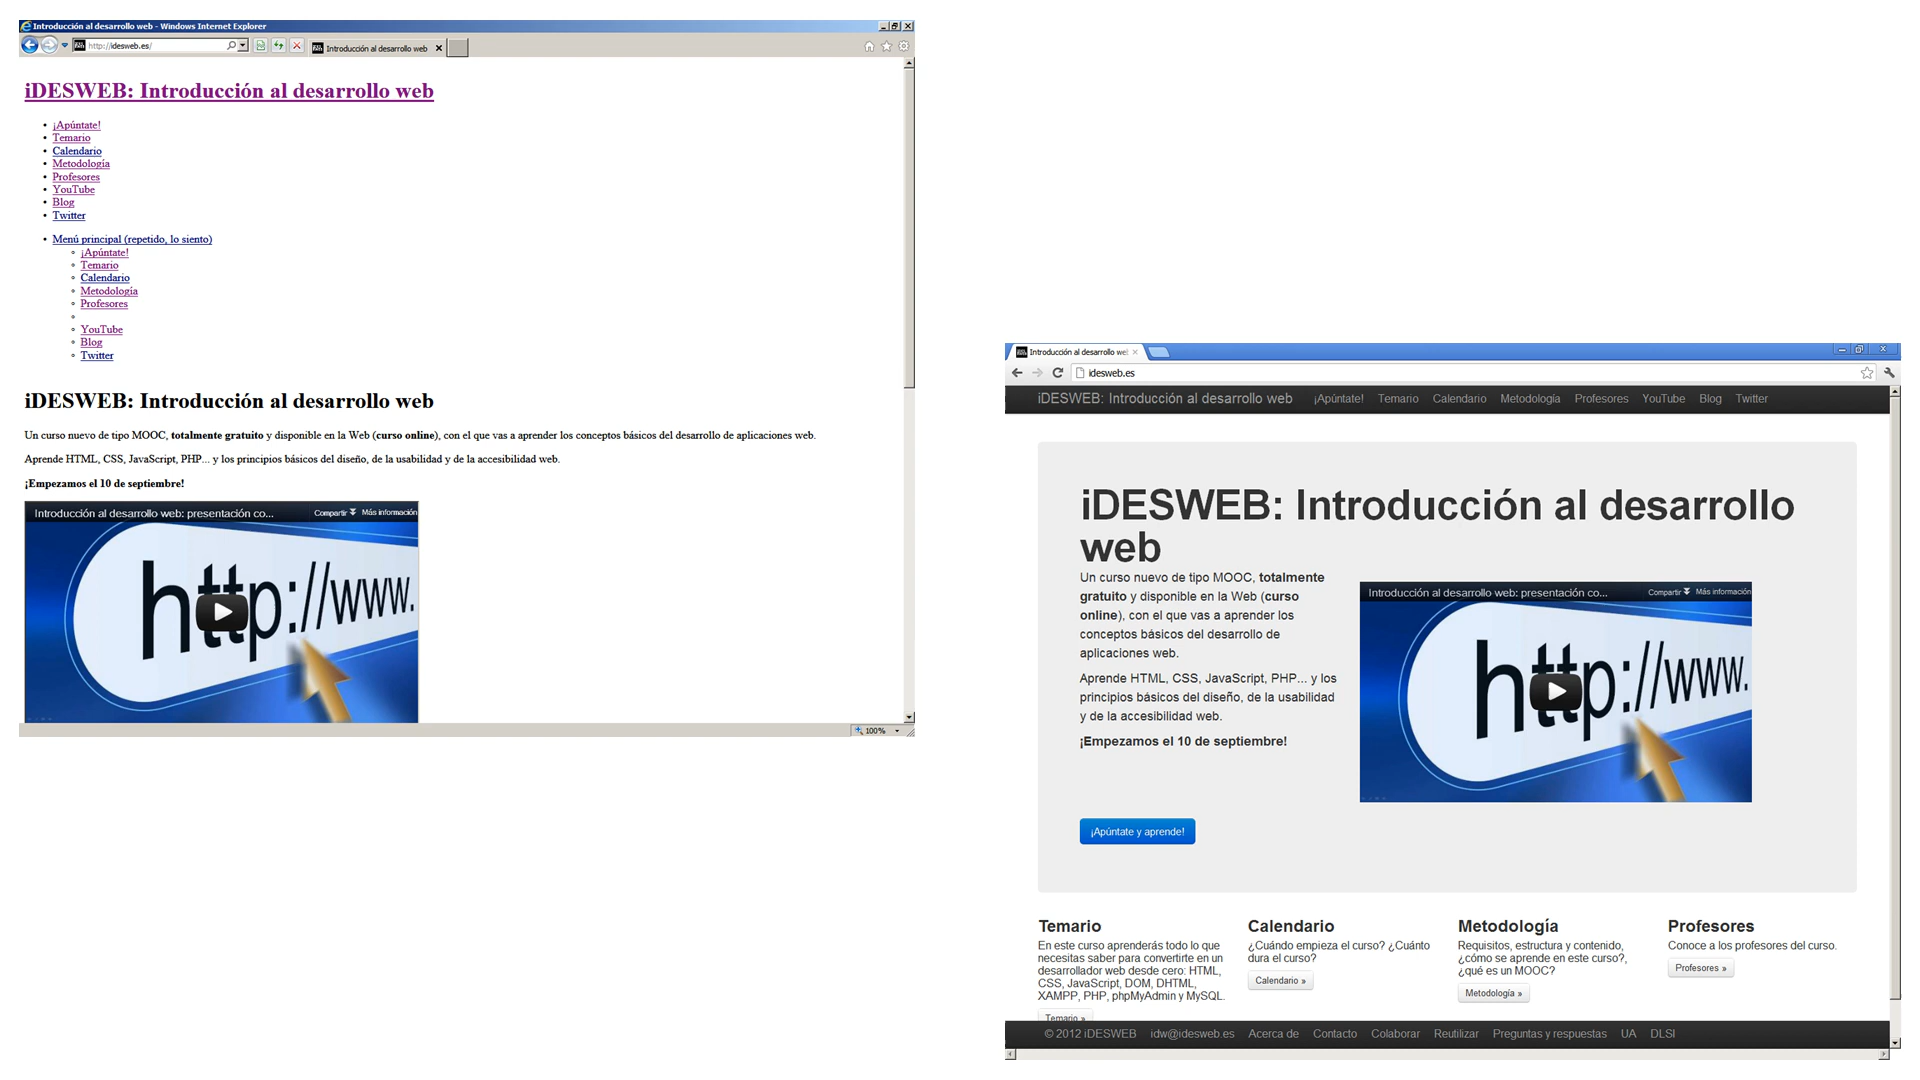 Introducción al desarrollo web - Windows Internet Explorer
http://idesweb.es/
Introducción al desarrollo web
iDESWEB: Introducción al desarrollo web
¡Apúntate!
Temario
Calendario
Metodología
Profesores
YouTube
Blog
Twitter
Menú principal (repetido, lo siento)
¡Apúntate!
Temario
Calendario
Metodología
Profesores
YouTube
Blog
Twitter
iDESWEB: Introducción al desarrollo web
Un curso nuevo de tipo MOOC, totalmente gratuito y disponible en la Web (curso online), con el que vas a aprender los conceptos básicos del desarrollo de aplicaciones web.
Aprende HTML, CSS, JavaScript, PHP... y los principios básicos del diseño, de la usabilidad y de la accesibilidad web.
¡Empezamos el 10 de septiembre!
Introducción al desarrollo web: presentación co... Compartir Más información
http://www.
100%
Introducción al desarrollo wel
idesweb.es
iDESWEB: Introducción al desarrollo web ¡Apúntate! Temario Calendario Metodología Profesores YouTube Blog Twitter
iDESWEB: Introducción al desarrollo
web
Un curso nuevo de tipo MOOC, totalmente
gratuito y disponible en la Web (curso
online), con el que vas a aprender los
conceptos básicos del desarrollo de
aplicaciones web.
Aprende HTML, CSS, JavaScript, PHP... y los
principios básicos del diseño, de la usabilidad
y de la accesibilidad web.
¡Empezamos el 10 de septiembre!
Introducción al desarrollo web: presentación co... Compartir Más información
http://www.
¡Apúntate y aprende!
Temario
En este curso aprenderás todo lo que
necesitas saber para convertirte en un
desarrollador web desde cero: HTML,
CSS, JavaScript, DOM, DHTML,
XAMPP, PHP, phpMyAdmin y MySQL.
Temario »
Calendario
¿Cuándo empieza el curso? ¿Cuánto
dura el curso?
Calendario »
Metodología
Requisitos, estructura y contenido,
¿cómo se aprende en este curso?,
¿qué es un MOOC?
Metodología »
Profesores
Conoce a los profesores del curso.
Profesores »
© 2012 iDESWEB idw@idesweb.es Acerca de Contacto Colaborar Reutilizar Preguntas y respuestas UA DLSI